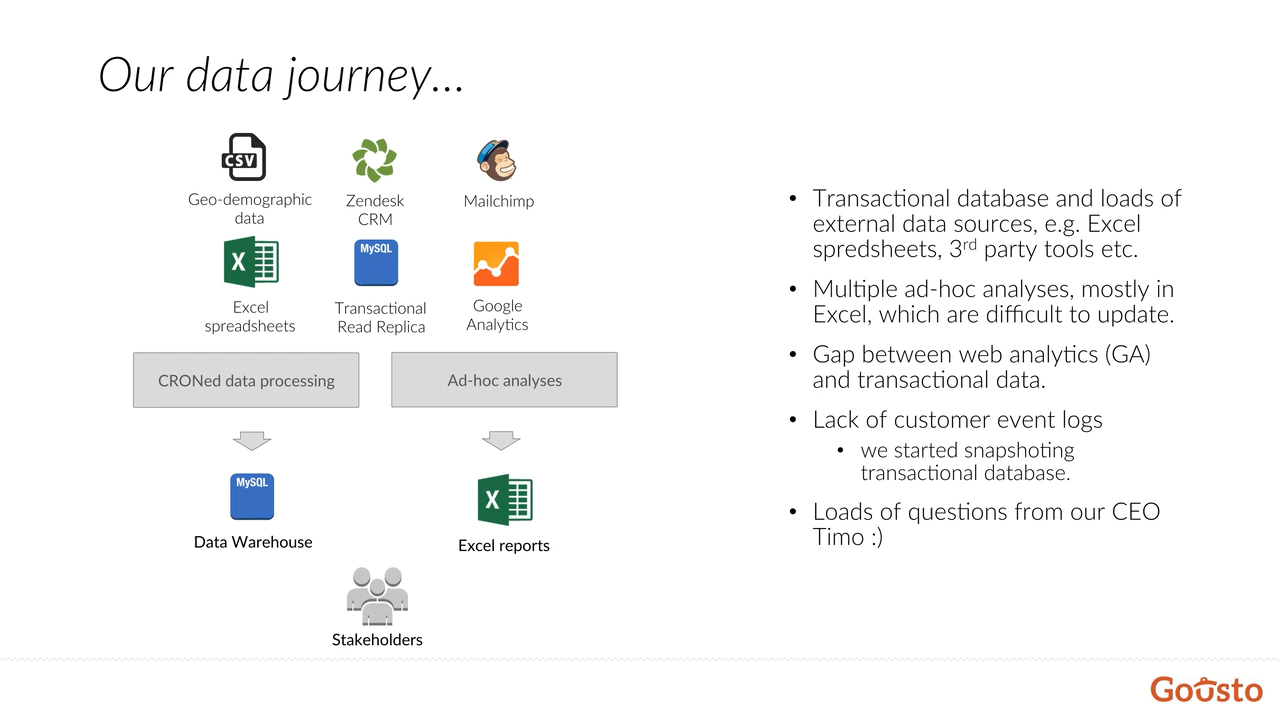 Our data journey...
CSV
Geo-demographic
data
Zendesk
CRM
Mailchimp
X
Excel
spreadsheets
MySQL
Transactional
Read Replica
Google
Analytics
CRONed data processing
Ad-hoc analyses
MySQL
Data Warehouse
X
Excel reports
Stakeholders
• Transactional database and loads of
external data sources, e.g. Excel
spredsheets, 3rd party tools etc.
• Multiple ad-hoc analyses, mostly in
Excel, which are difficult to update.
• Gap between web analytics (GA)
and transactional data.
• Lack of customer event logs
• we started snapshoting
transactional database.
• Loads of questions from our CEO
Timo :)
Gousto